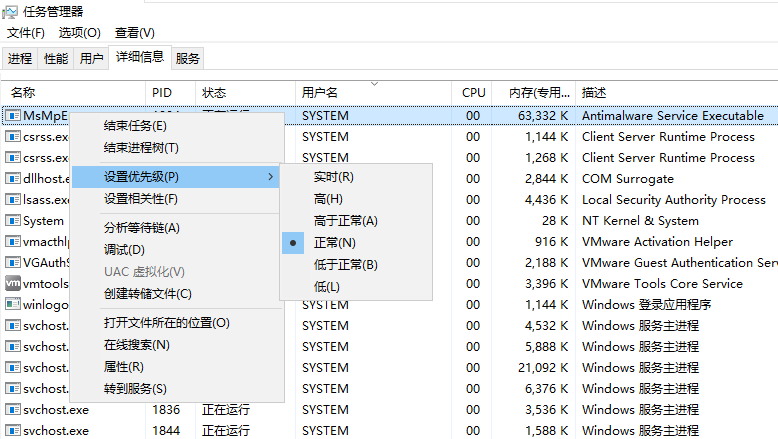 任务管理器
文件(F) 选项(O) 查看(V)
进程 性能 用户 详细信息 服务
名称 PID 状态 用户名 CPU 内存(专用... 描述
MsMpE SYSTEM 00 63,332 K Antimalware Service Executable
csrss.ex SYSTEM 00 1,144 K Client Server Runtime Process
csrss.ex SYSTEM 00 1,268 K Client Server Runtime Process
dllhost. 00 2,844 K COM Surrogate
lsass.ex 00 4,436 K Local Security Authority Process
System 00 28 K NT Kernel & System
vmacthlp 00 916 K VMware Activation Helper
VGAuthS 00 2,188 K VMware Guest Authentication Serv
vmtools 00 3,396 K VMware Tools Core Service
winlogo SYSTEM 00 1,144 K Windows 登录应用程序
svchost. SYSTEM 00 4,532 K Windows 服务主进程
svchost. SYSTEM 00 5,888 K Windows 服务主进程
svchost. SYSTEM 00 21,092 K Windows 服务主进程
svchost. SYSTEM 00 6,376 K Windows 服务主进程
svchost.exe 1836 正在运行 SYSTEM 00 3,536 K Windows 服务主进程
svchost.exe 1844 正在运行 SYSTEM 00 1,588 K Windows 服务主进程
结束任务(E)
结束进程树(T)
设置优先级(P)
设置相关性(F)
分析等待链(A)
调试(D)
UAC 虚拟化(V)
创建转储文件(C)
打开文件所在的位置(O)
在线搜索(N)
属性(R)
转到服务(S)
实时(R)
高(H)
高于正常(A)
正常(N)
低于正常(B)
低(L)